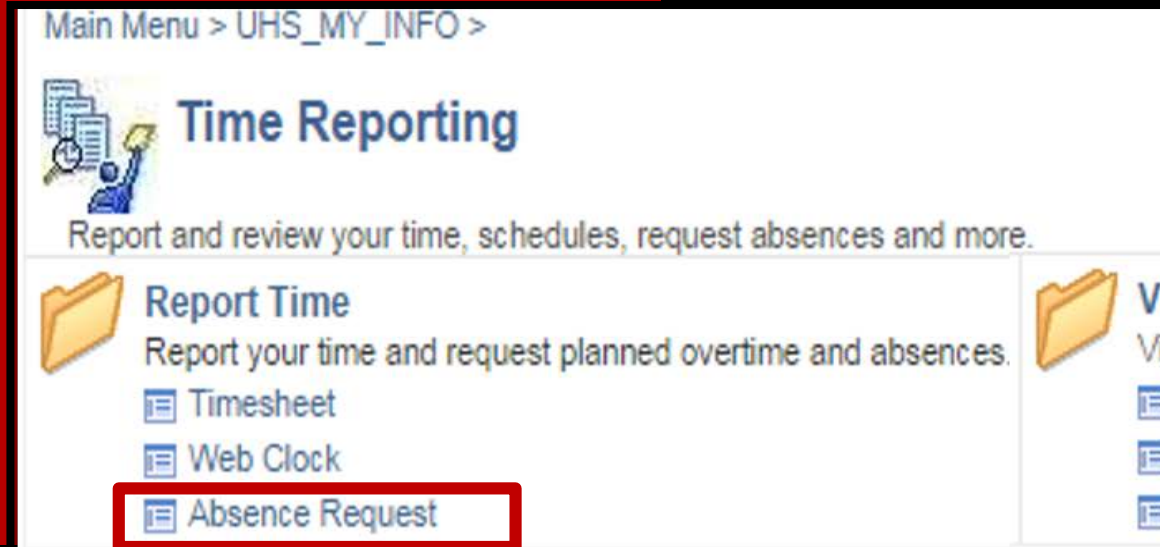 Main Menu > UHS_MY_INFO >
Time Reporting
Report and review your time, schedules, request absences and more.
Report Time
Report your time and request planned overtime and absences.
Timesheet
Web Clock
Absence Request